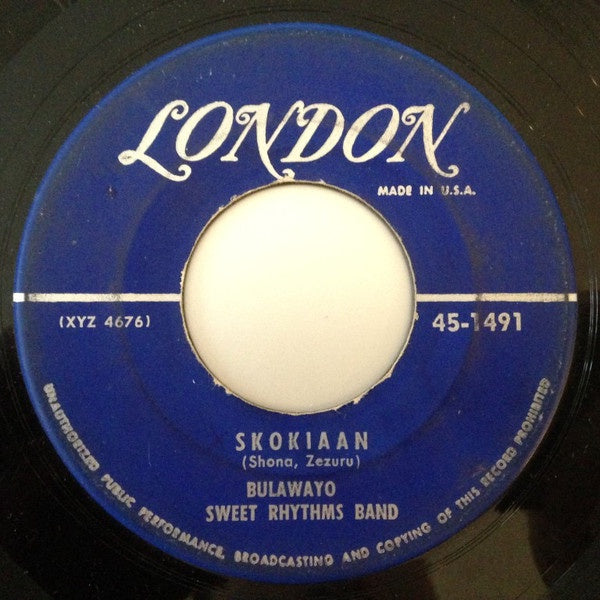 LONDON
MADE IN U.S.A.
(XYZ 4676)
45-1491
SKOKIAAN
(Shona, Zezuru)
BULAWAYO
SWEET RHYTHMS BAND
UNAUTHORIZED PUBLIC PERFORMANCE, BROADCASTING AND COPYING OF THIS RECORD PROHIBITED